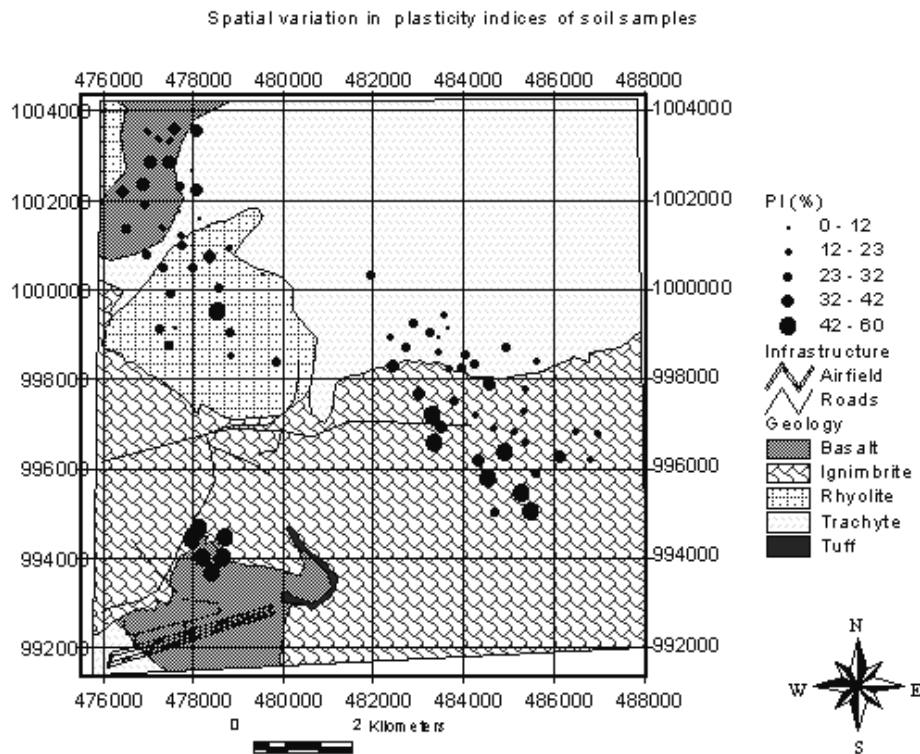 Spatial variation in plasticity indices of soil samples
476000 478000 480000 482000 484000 486000 488000
1004000 1004000
1002000 1002000
1000000 1000000
998000 998000
996000 996000
994000 994000
992000 992000
476000 478000 480000 482000 484000 486000 488000
0 2 Kilometers
PI (%)
0 - 12
12 - 23
23 - 32
32 - 42
42 - 60
Infrastructure
Airfield
Roads
Geology
Basalt
Ignimbrite
Rhyolite
Trachyte
Tuff
N
W E
S